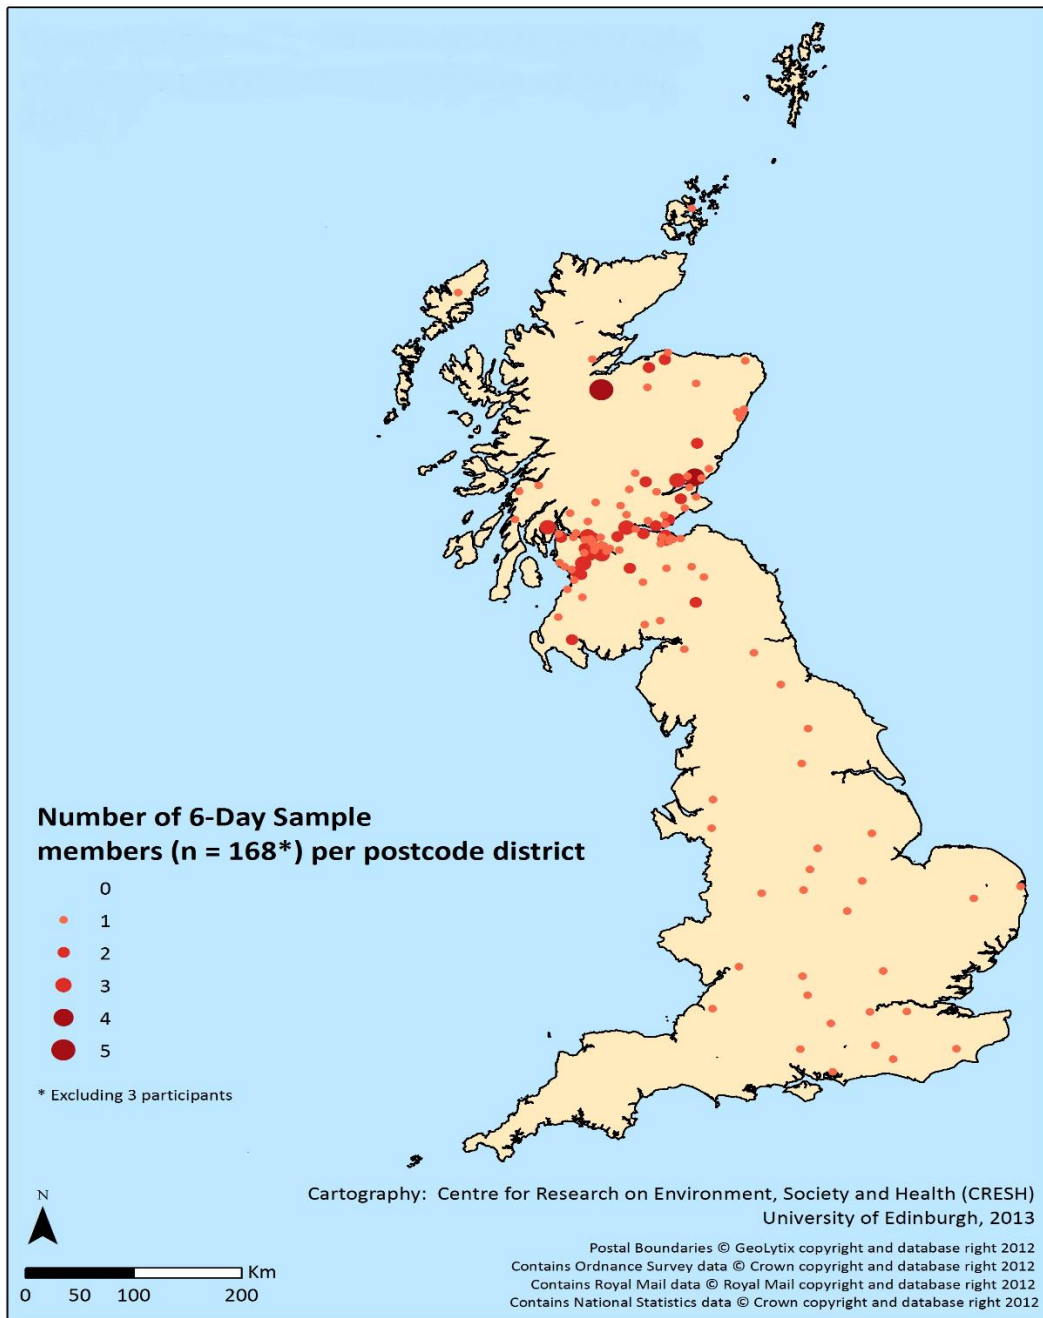 Number of 6-Day Sample
members (n = 168*) per postcode district
0
1
2
3
4
5
* Excluding 3 participants
N
Km
0 50 100 200
Cartography: Centre for Research on Environment, Society and Health (CRESH)
University of Edinburgh, 2013
Postal Boundaries © GeoLytix copyright and database right 2012
Contains Ordnance Survey data © Crown copyright and database right 2012
Contains Royal Mail data © Royal Mail copyright and database right 2012
Contains National Statistics data © Crown copyright and database right 2012